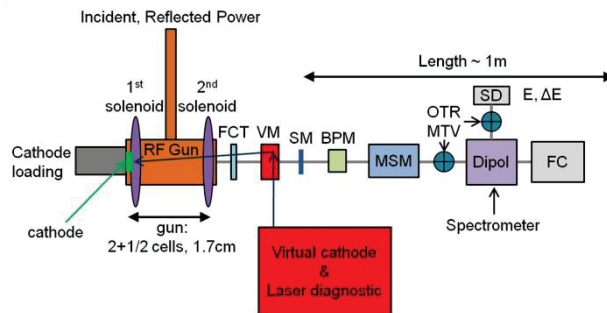 Incident, Reflected Power
Length ~ 1m
1st
solenoid
2nd
solenoid
SD
E, ΔE
OTR
MTV
FCT
VM
SM
BPM
RF Gun
MSM
Dipol
FC
Cathode
loading
cathode
gun:
2+1/2 cells, 1.7cm
Spectrometer
Virtual cathode
&
Laser diagnostic